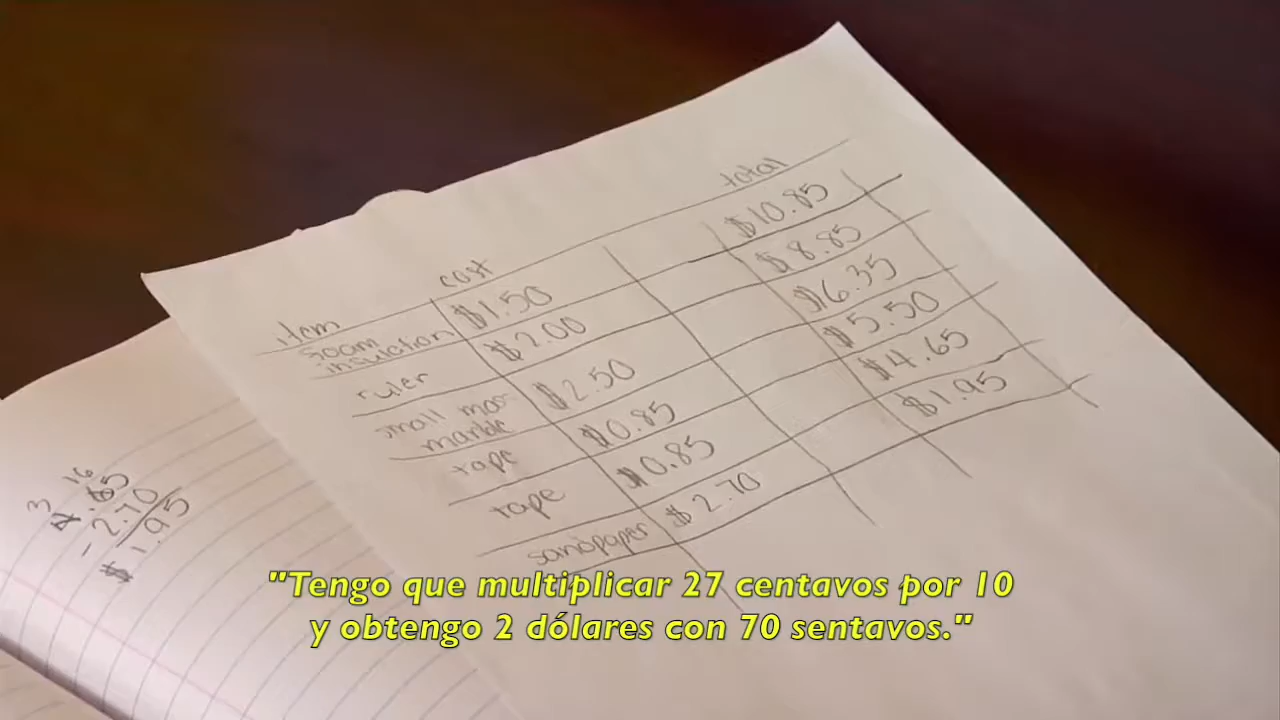 item cost total
foam insulation $1.50 $10.85
ruler $2.00 $8.85
small marble $2.50 $6.35
tape $0.85 $5.50
tape $0.85 $4.65
sandpaper $2.70 $1.95
3 16
4.65
- 2.70
$1.95
"Tengo que multiplicar 27 centavos por 10
y obtengo 2 dólares con 70 sentavos."